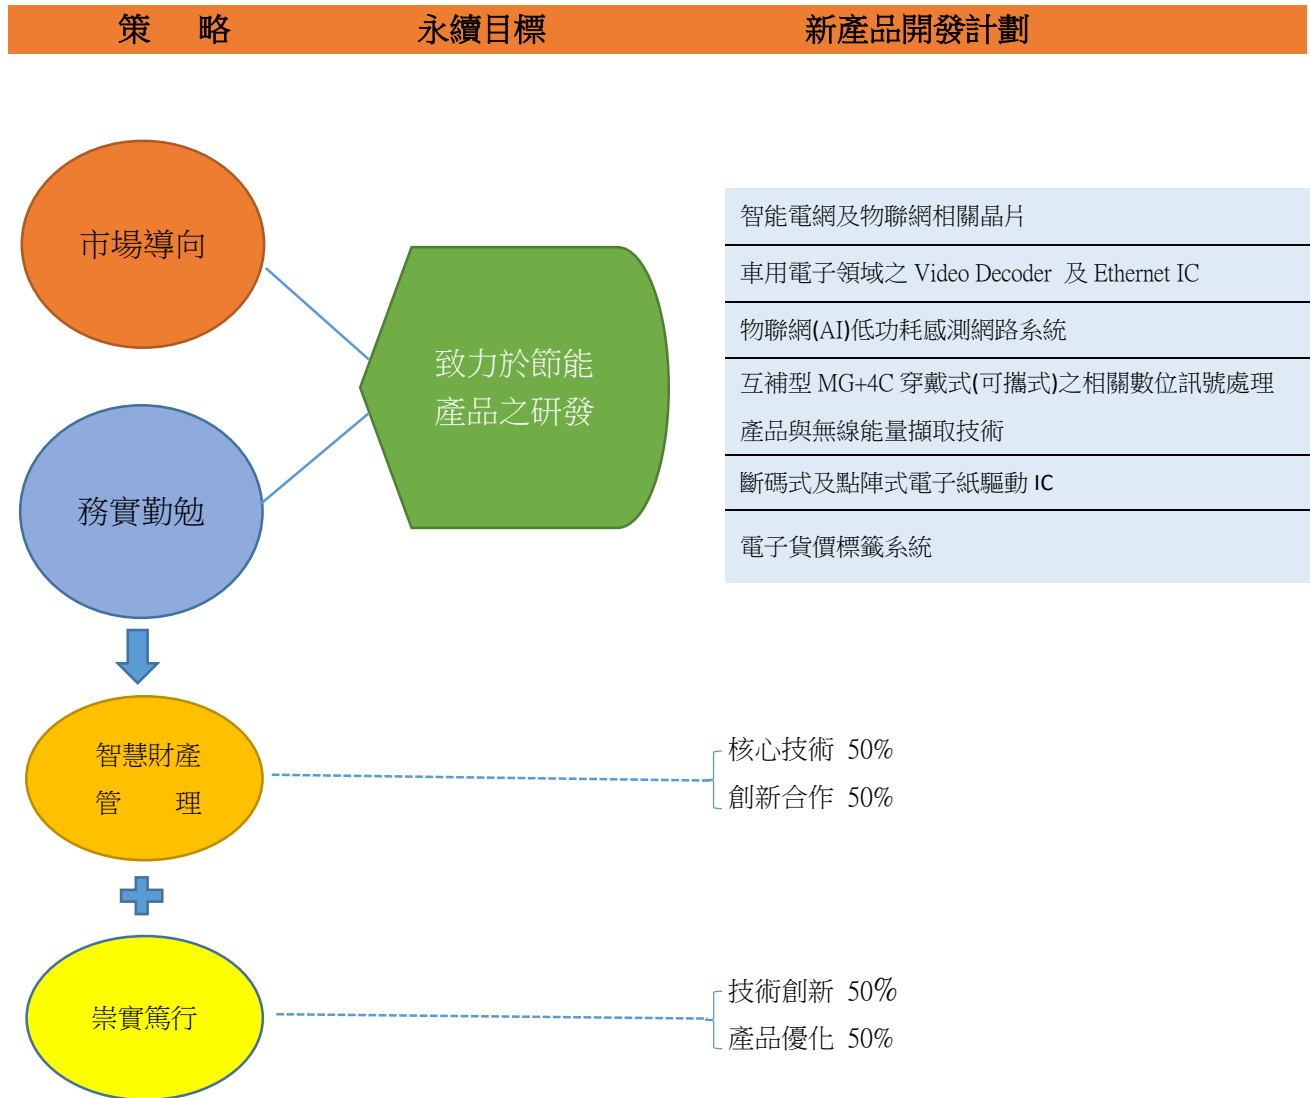 策　略　永續目標　新產品開發計劃
市場導向
務實勤勉
致力於節能
產品之研發
智能電網及物聯網相關晶片
車用電子領域之 Video Decoder 及 Ethernet IC
物聯網(AI)低功耗感測網路系統
互補型 MG+4C 穿戴式(可攜式)之相關數位訊號處理
產品與無線能量擷取技術
斷碼式及點陣式電子紙驅動 IC
電子貨價標籤系統
智慧財產
管　理
核心技術 50%
創新合作 50%
崇實篤行
技術創新 50%
產品優化 50%